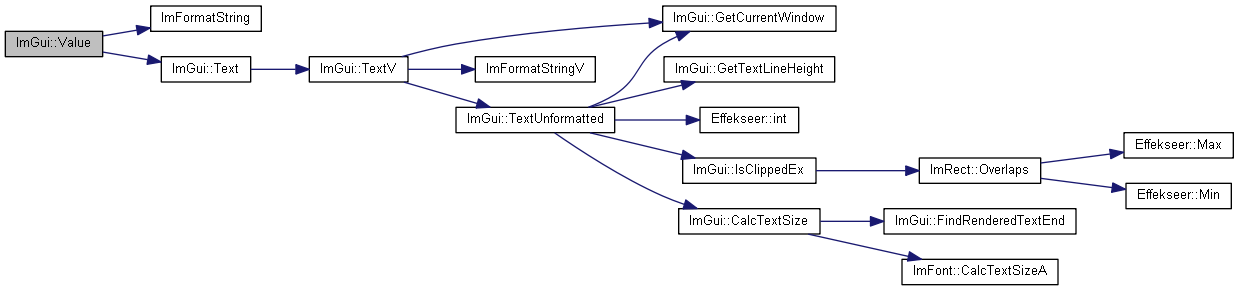 ImGui::Value
ImFormatString
ImGui::Text
ImGui::TextV
ImGui::GetCurrentWindow
ImFormatStringV
ImGui::TextUnformatted
ImGui::GetTextLineHeight
Effekseer::int
ImGui::IsClippedEx
ImGui::CalcTextSize
ImRect::Overlaps
Effekseer::Max
Effekseer::Min
ImGui::FindRenderedTextEnd
ImFont::CalcTextSizeA